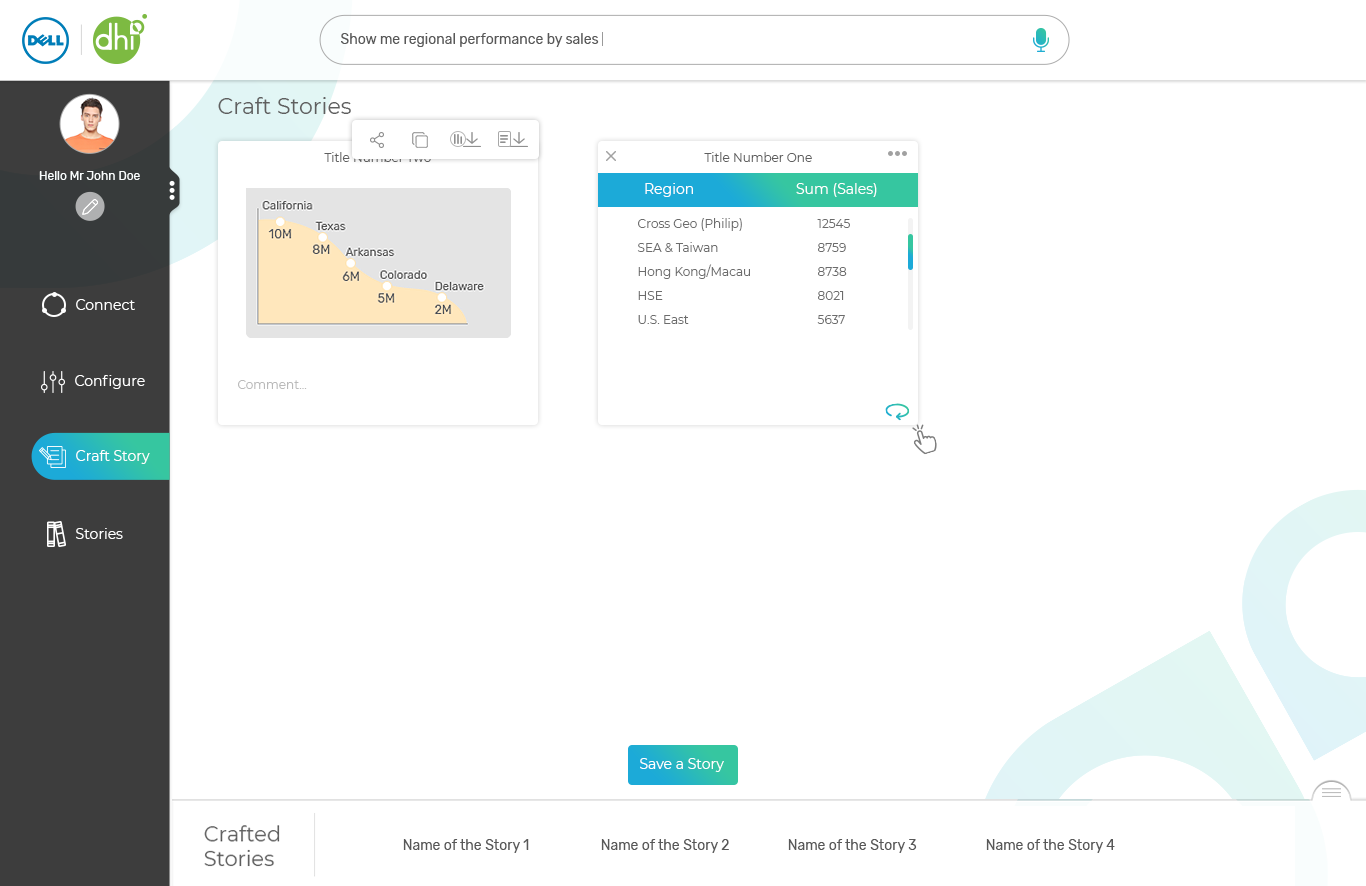 DELL
dhi
Show me regional performance by sales
Hello Mr John Doe
Connect
Configure
Craft Story
Stories
Craft Stories
Title Number Two
California
10M
Texas
8M
Arkansas
6M
Colorado
5M
Delaware
2M
Comment...
Title Number One
Region Sum (Sales)
Cross Geo (Philip) 12545
SEA & Taiwan 8759
Hong Kong/Macau 8738
HSE 8021
U.S. East 5637
Save a Story
Crafted
Stories
Name of the Story 1 Name of the Story 2 Name of the Story 3 Name of the Story 4